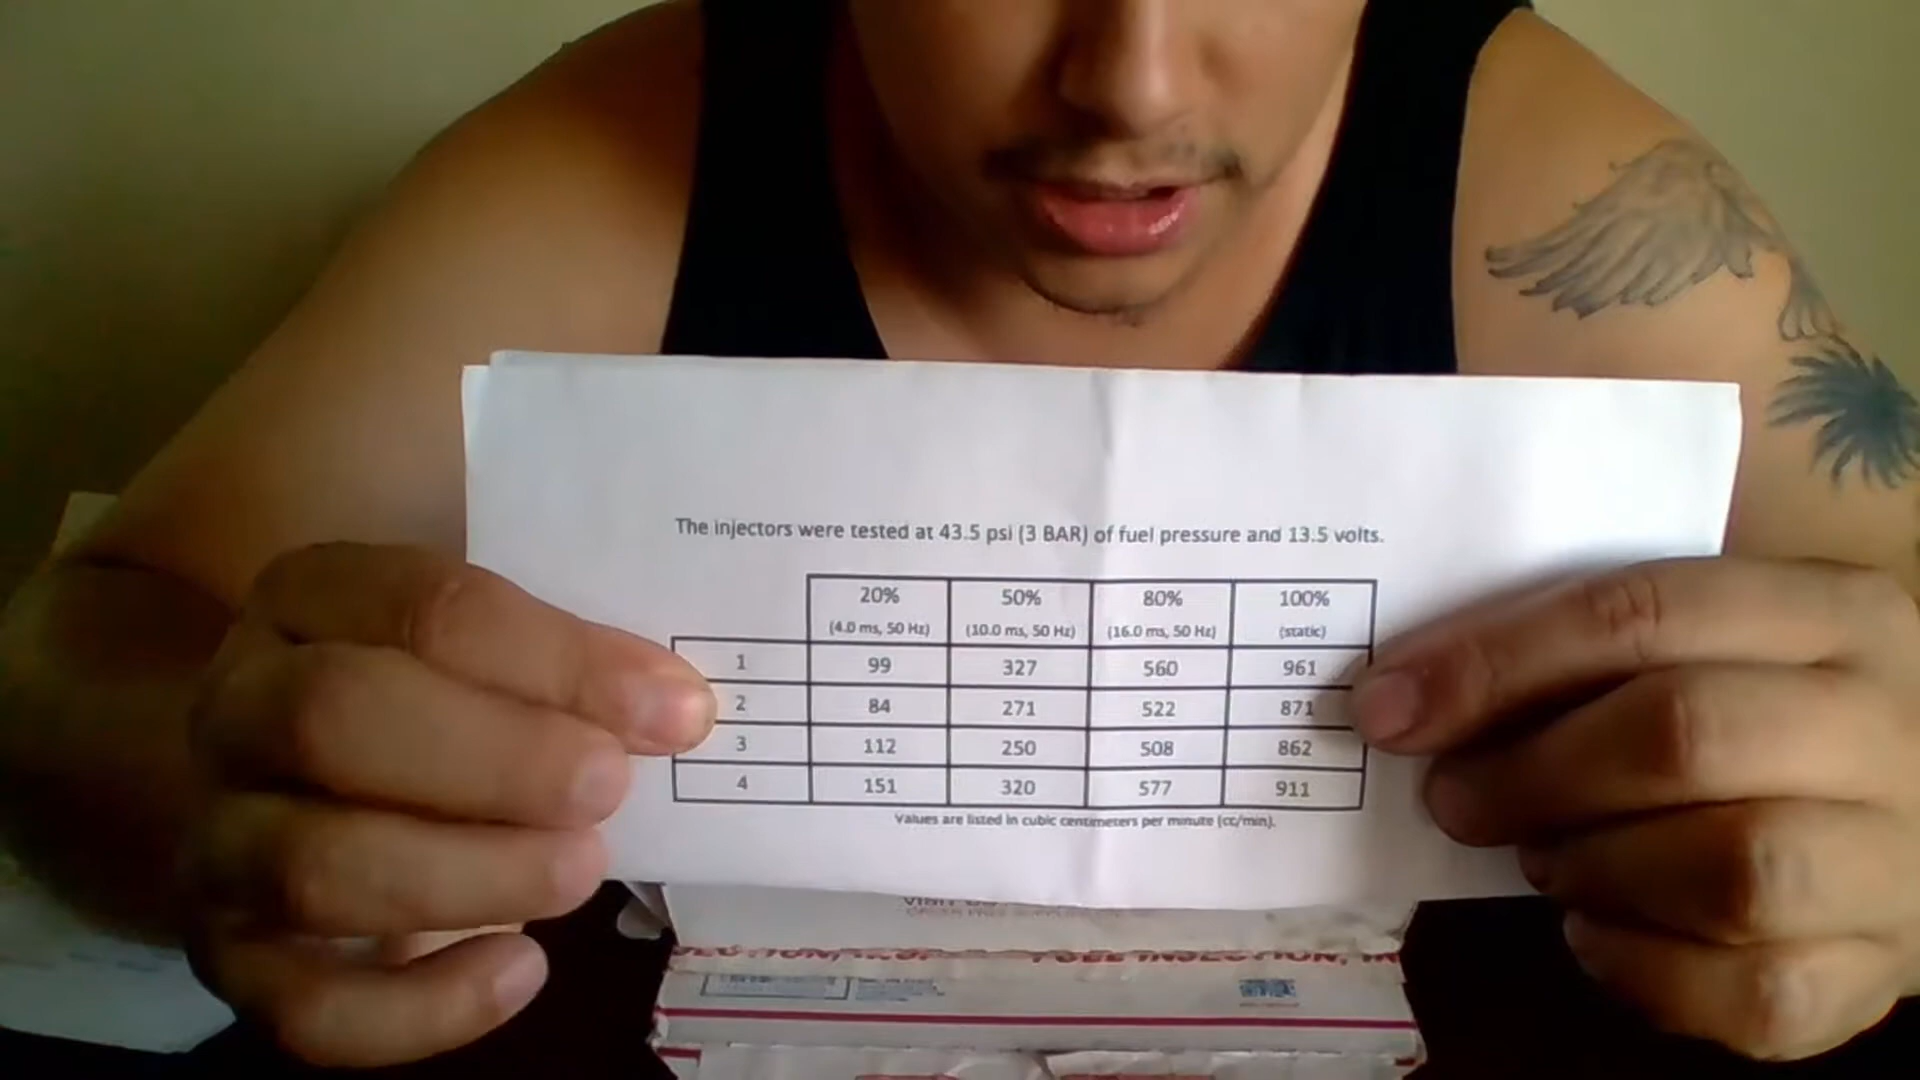 The injectors were tested at 43.5 psi (3 BAR) of fuel pressure and 13.5 volts.
20% 50% 80% 100%
(4.0 ms, 50 Hz) (10.0 ms, 50 Hz) (16.0 ms, 50 Hz) (static)
1 99 327 560 961
2 84 271 522 871
3 112 250 508 862
4 151 320 577 911
Values are listed in cubic centimeters per minute (cc/min).